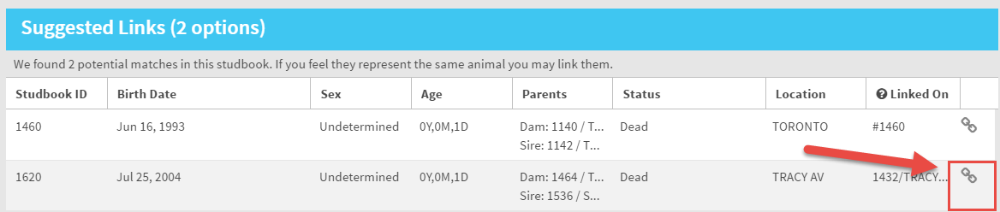 Suggested Links (2 options)
We found 2 potential matches in this studbook. If you feel they represent the same animal you may link them.
Studbook ID Birth Date Sex Age Parents Status Location Linked On
1460 Jun 16, 1993 Undetermined 0Y,0M,1D Dam: 1140 / T... Dead TORONTO #1460
Sire: 1142 / T...
1620 Jul 25, 2004 Undetermined 0Y,0M,1D Dam: 1464 / T... Dead TRACY AV 1432/TRACY...
Sire: 1536 / S...